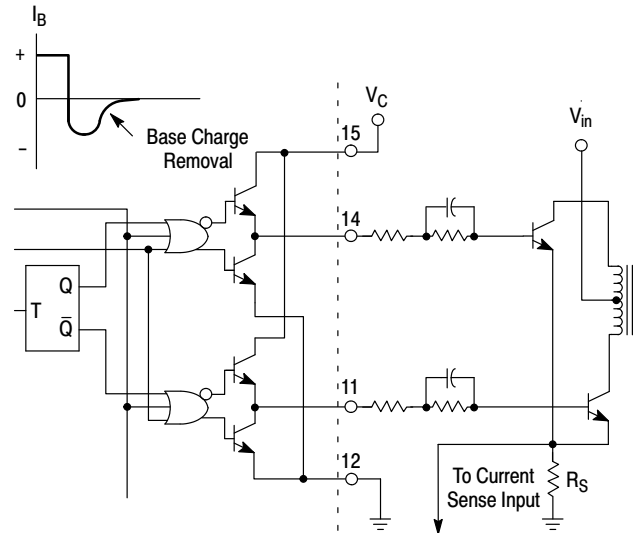 I_B
+
0
−
Base Charge
Removal
V_C
V_in
15
14
Q
T
Q̅
11
12
To Current
Sense Input
R_S